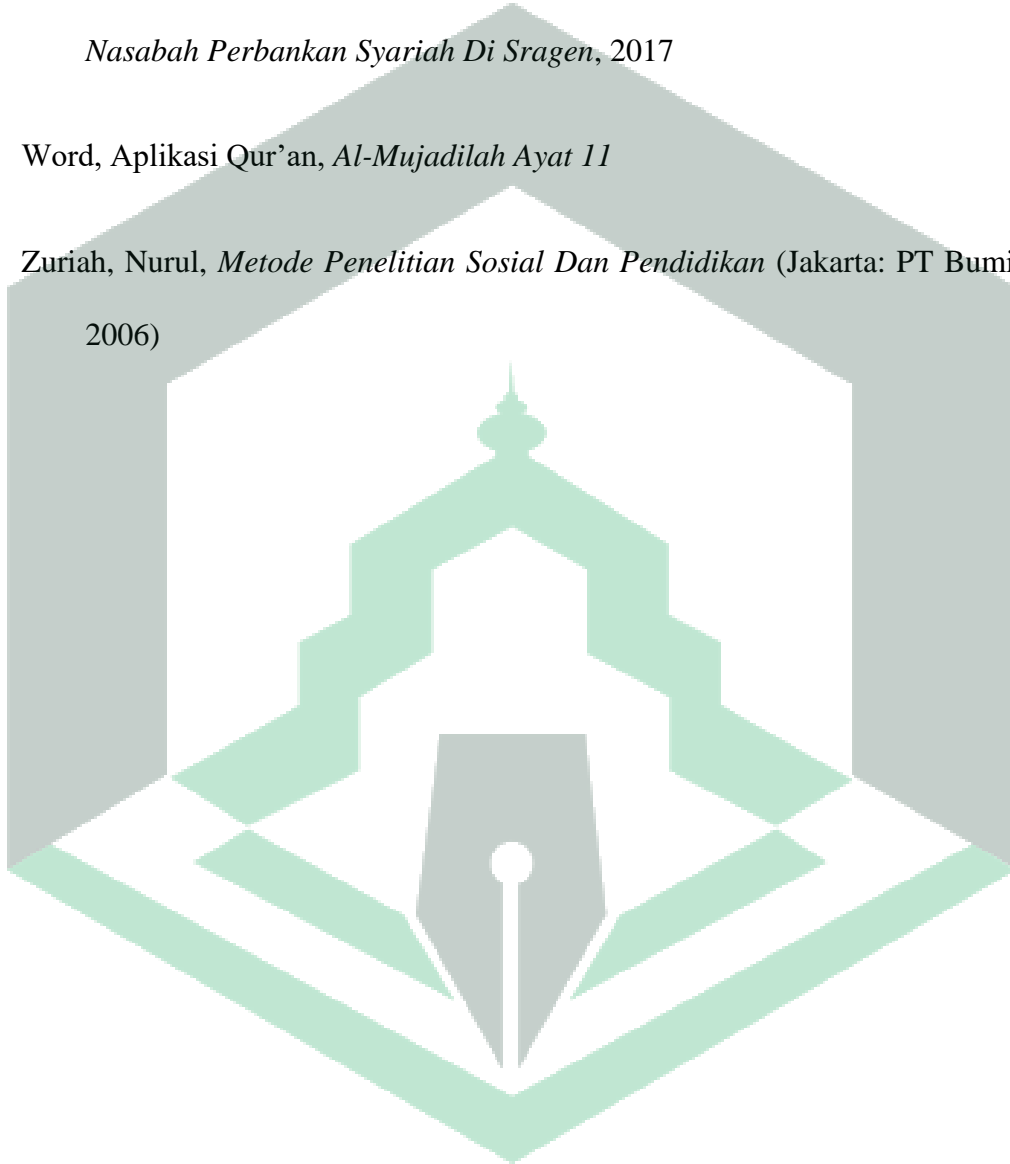 Nasabah Perbankan Syariah Di Sragen, 2017
Word, Aplikasi Qur’an, Al-Mujadilah Ayat 11
Zuriah, Nurul, Metode Penelitian Sosial Dan Pendidikan (Jakarta: PT Bumi
2006)